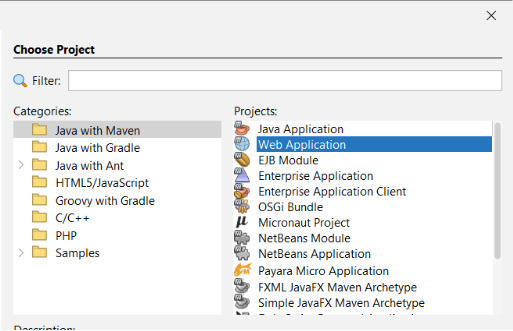 Choose Project
Filter:
Categories:
Java with Maven
Java with Gradle
Java with Ant
HTML5/JavaScript
Groovy with Gradle
C/C++
PHP
Samples
Projects:
Java Application
Web Application
EJB Module
Enterprise Application
Enterprise Application Client
OSGi Bundle
Micronaut Project
NetBeans Module
NetBeans Application
Payara Micro Application
FXML JavaFX Maven Archetype
Simple JavaFX Maven Archetype
Description: